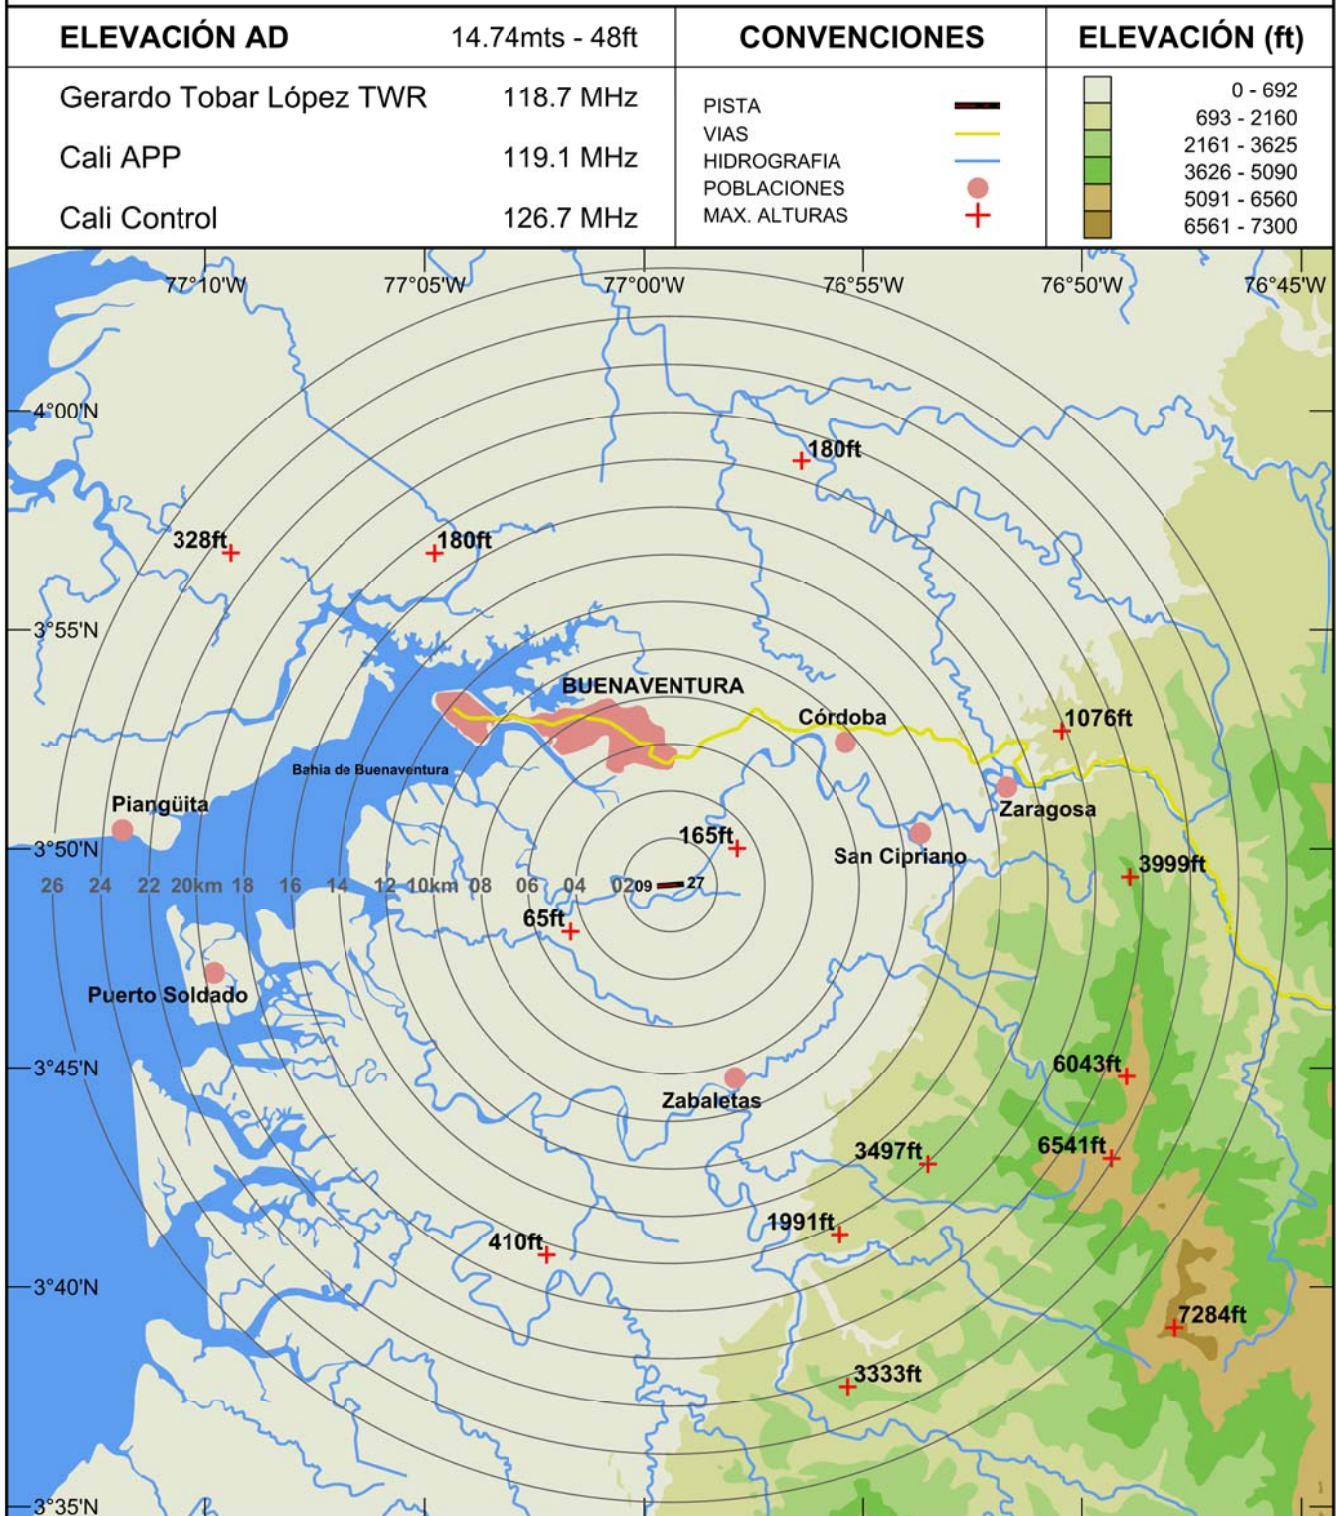 ELEVACIÓN AD 14.74mts - 48ft
Gerardo Tobar López TWR 118.7 MHz
Cali APP 119.1 MHz
Cali Control 126.7 MHz
CONVENCIONES
PISTA
VIAS
HIDROGRAFIA
POBLACIONES
MAX. ALTURAS
ELEVACIÓN (ft)
0 - 692
693 - 2160
2161 - 3625
3626 - 5090
5091 - 6560
6561 - 7300
77°10'W 77°05'W 77°00'W 76°55'W 76°50'W 76°45'W
4°00'N
180ft
328ft 180ft
3°55'N
BUENAVENTURA
Córdoba 1076ft
Bahia de Buenaventura
Piangüita Zaragosa
165ft
3°50'N San Cipriano 3999ft
26 24 22 20km 18 16 14 12 10km 08 06 04 02 09 27
65ft
Puerto Soldado
3°45'N 6043ft
Zabaletas
3497ft 6541ft
1991ft
410ft
3°40'N
7284ft
3333ft
3°35'N